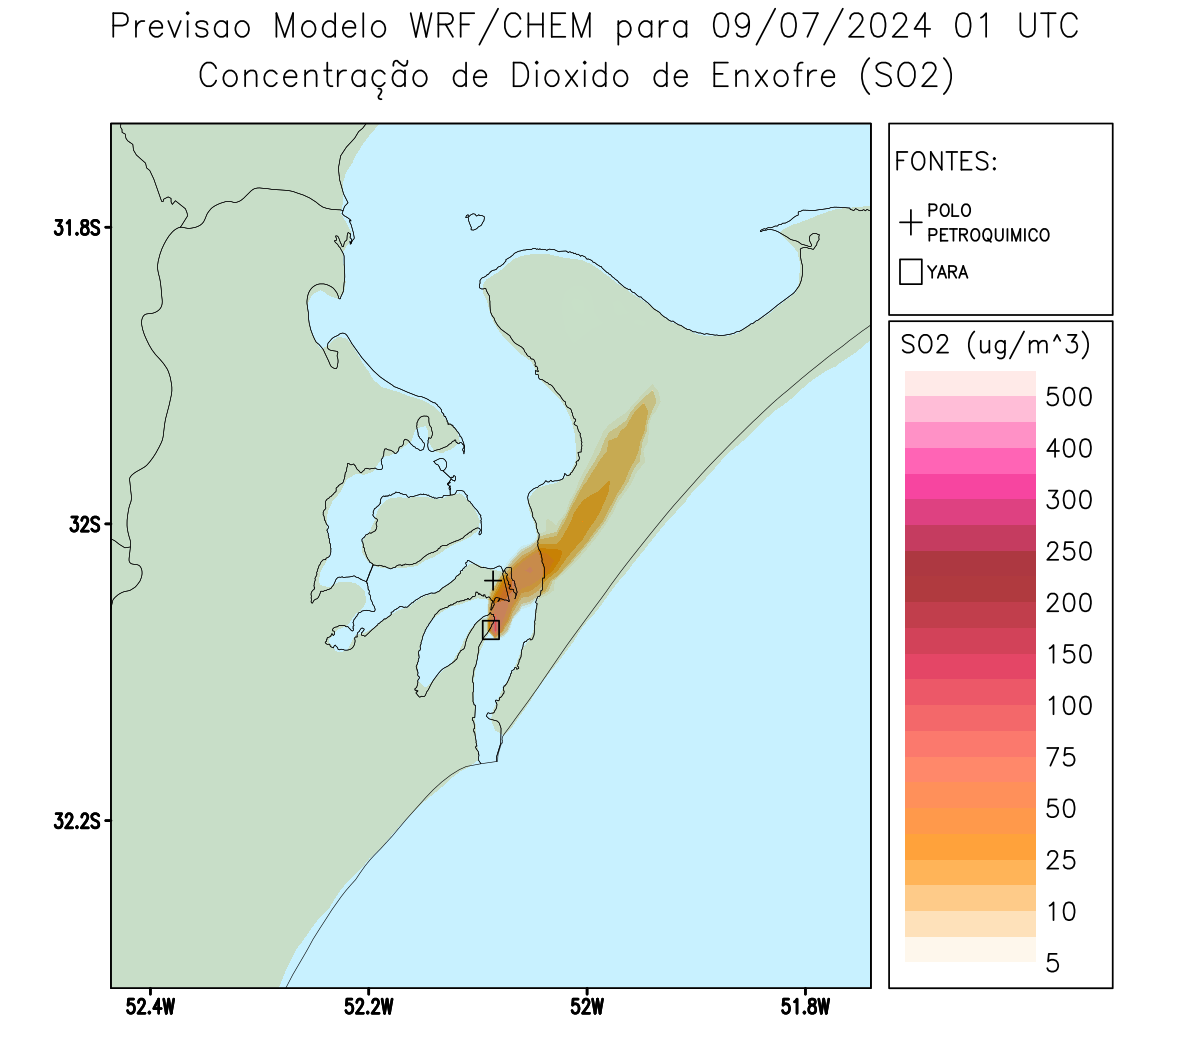 Previsao Modelo WRF/CHEM para 09/07/2024 01 UTC
Concentração de Dioxido de Enxofre (SO2)
FONTES:
POLO
PETROQUIMICO
YARA
31.8S
32S
32.2S
52.4W
52.2W
52W
51.8W
SO2 (ug/m^3)
500
400
300
250
200
150
100
75
50
25
10
5